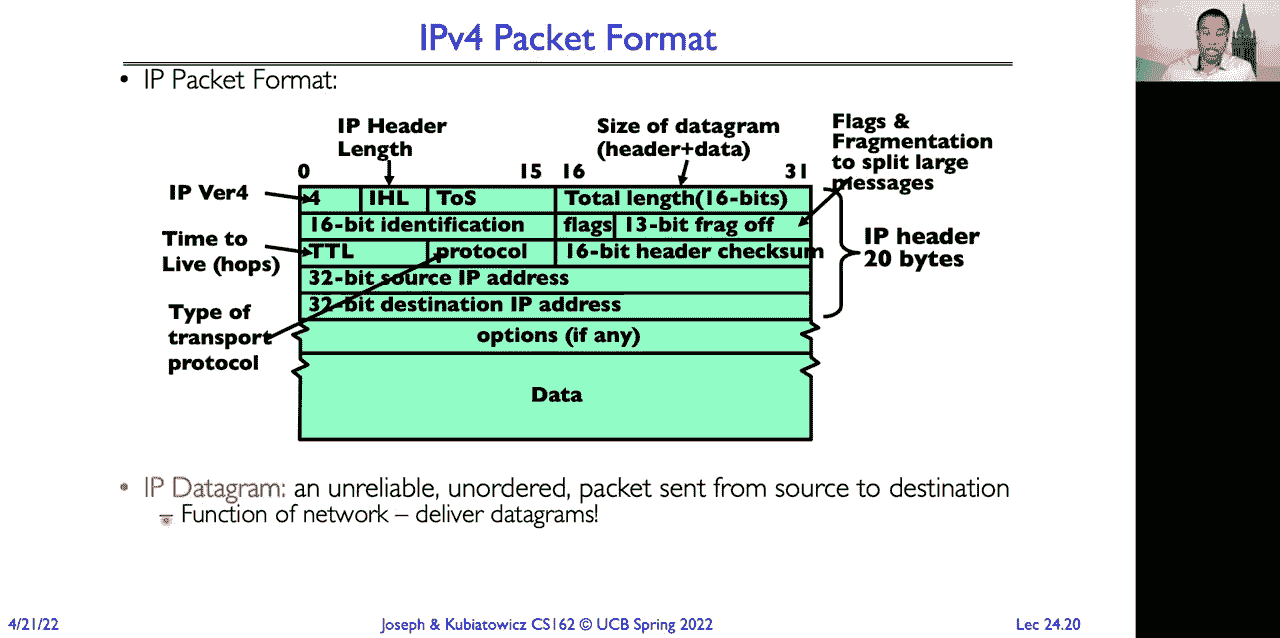 IPv4 Packet Format
• IP Packet Format:
IP Header
Length
Size of datagram
(header+data)
Flags &
Fragmentation
to split large
messages
0
15
16
31
IP Ver4
4
IHL
ToS
Total length(16-bits)
16-bit identification
flags
13-bit frag off
Time to
Live (hops)
TTL
protocol
16-bit header checksum
IP header
20 bytes
32-bit source IP address
32-bit destination IP address
Type of
transport
protocol
options (if any)
Data
• IP Datagram: an unreliable, unordered, packet sent from source to destination
– Function of network – deliver datagrams!
4/21/22
Joseph & Kubiatowicz CS162 © UCB Spring 2022
Lec 24.20